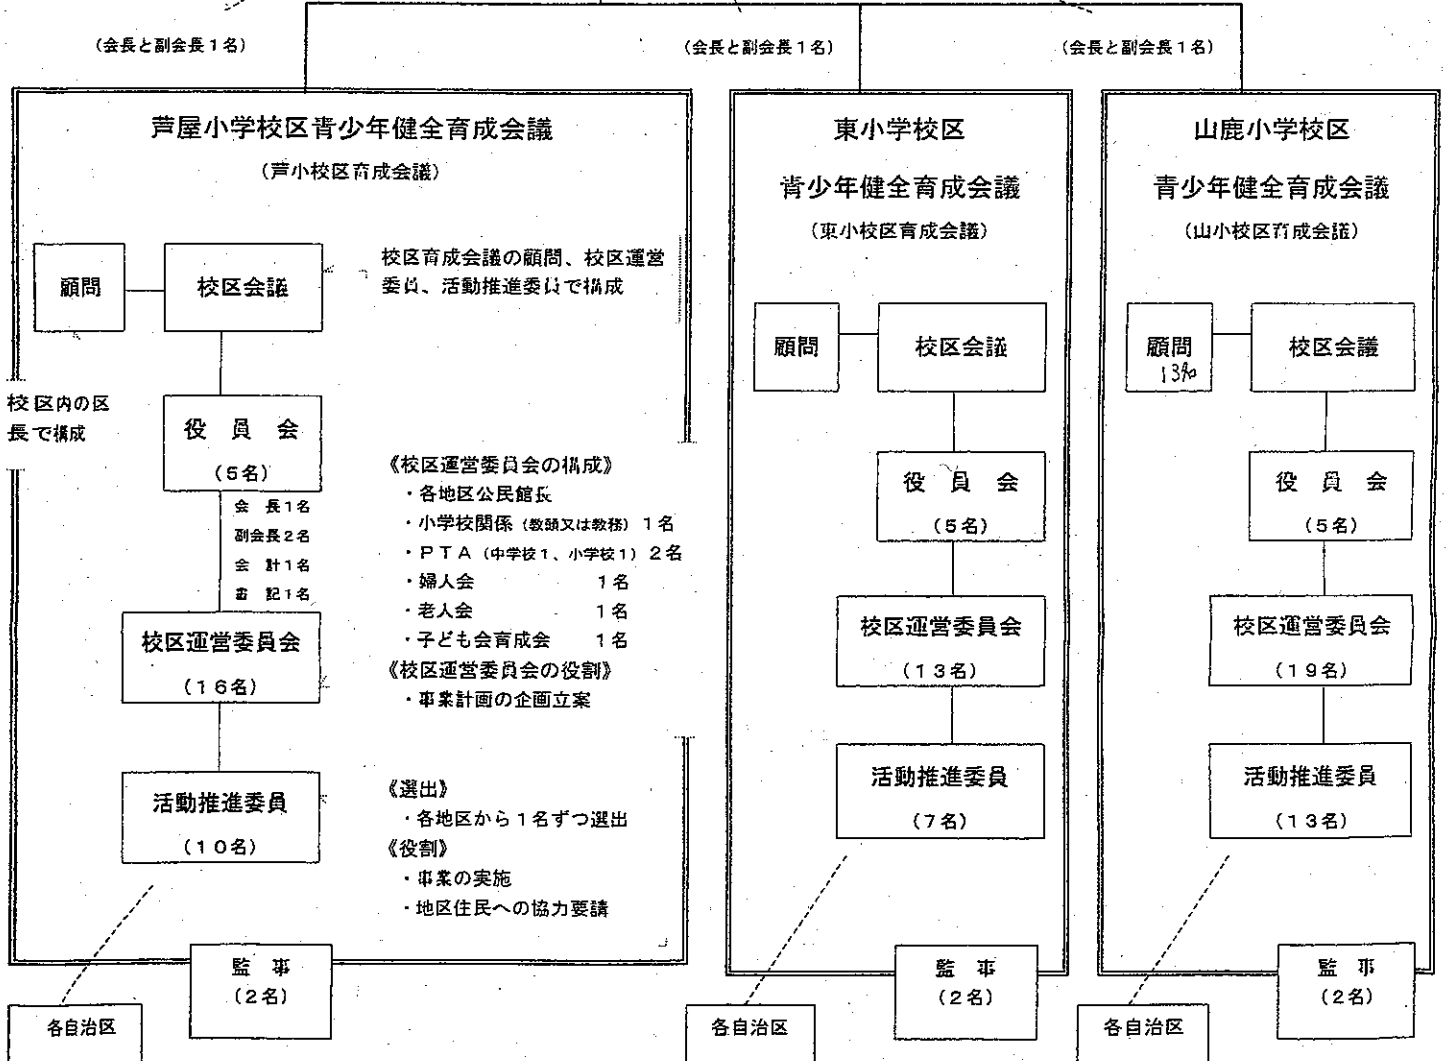 (会長と副会長1名)
(会長と副会長1名)
(会長と副会長1名)
芦屋小学校区青少年健全育成会議
(芦小校区育成会議)
顧問
校区会議
校区育成会議の顧問、校区運営
委員、活動推進委員で構成
校区内の区
長で構成
役 員 会
(5名)
会 長1名
副会長2名
会 計1名
書 記1名
校区運営委員会
(16名)
活動推進委員
(10名)
《校区運営委員会の構成》
・各地区公民館長
・小学校関係(教頭又は教務) 1名
・PTA(中学校1、小学校1) 2名
・婦人会 1名
・老人会 1名
・子ども会育成会 1名
《校区運営委員会の役割》
・事業計画の企画立案
《選出》
・各地区から1名ずつ選出
《役割》
・事業の実施
・地区住民への協力要請
監 事
(2名)
各自治区
東小学校区
青少年健全育成会議
(東小校区育成会議)
顧問
校区会議
役 員 会
(5名)
校区運営委員会
(13名)
活動推進委員
(7名)
監 事
(2名)
各自治区
山鹿小学校区
青少年健全育成会議
(山小校区育成会議)
顧問
13名
校区会議
役 員 会
(5名)
校区運営委員会
(19名)
活動推進委員
(13名)
監 事
(2名)
各自治区